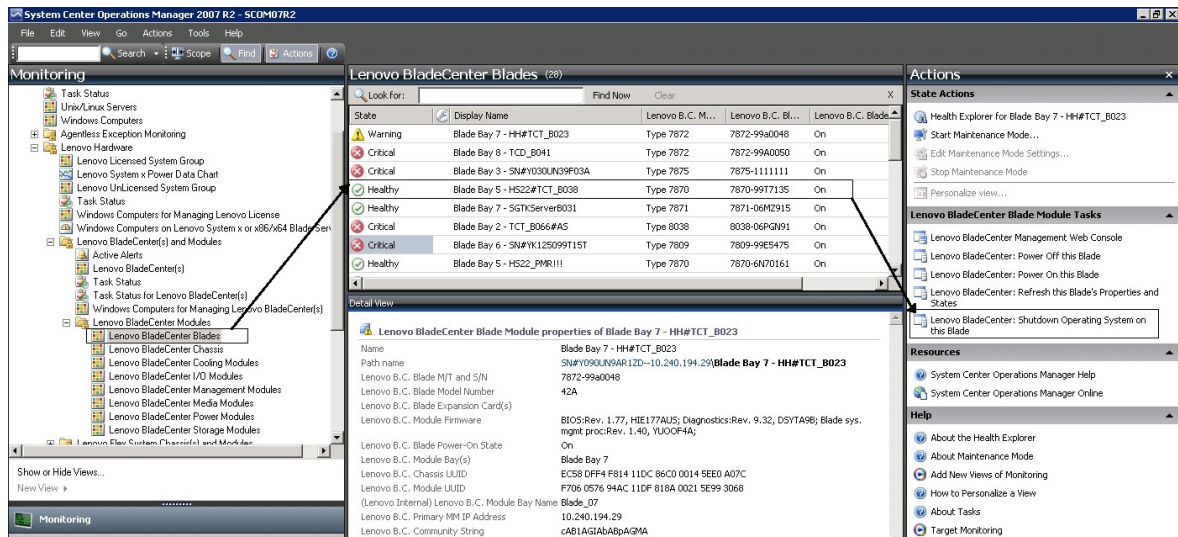 System Center Operations Manager 2007 R2 - SCOM07R2
File Edit View Go Actions Tools Help
Search Scope Find Actions
Monitoring
Task Status
Unix/Linux Servers
Windows Computers
Agentless Exception Monitoring
Lenovo Hardware
Lenovo Licensed System Group
Lenovo System x Power Data Chart
Lenovo UnLicensed System Group
Task Status
Windows Computers for Managing Lenovo License
Windows Computers on Lenovo System x or x86/x64 Blade Serv
Lenovo BladeCenter(s) and Modules
Active Alerts
Lenovo BladeCenter(s)
Task Status
Task Status for Lenovo BladeCenter(s)
Windows Computers for Managing Lenovo BladeCenter(s)
Lenovo BladeCenter Modules
Lenovo BladeCenter Blades
Lenovo BladeCenter Chassis
Lenovo BladeCenter Cooling Modules
Lenovo BladeCenter I/O Modules
Lenovo BladeCenter Management Modules
Lenovo BladeCenter Media Modules
Lenovo BladeCenter Power Modules
Lenovo BladeCenter Storage Modules
Lenovo Flex System Chassis(s) and Modules
Show or Hide Views...
New View
Monitoring
Lenovo BladeCenter Blades (28)
Look for: Find Now Clear X
State Display Name Lenovo B.C. M... Lenovo B.C. Bl... Lenovo B.C. Blade
Warning Blade Bay 7 - HH#TCT_B023 Type 7872 7872-99a0048 On
Critical Blade Bay 8 - TCD_B041 Type 7872 7872-99A0050 On
Critical Blade Bay 3 - SN#Y030UN39F03A Type 7875 7875-1111111 On
Healthy Blade Bay 5 - HS22#TCT_B038 Type 7870 7870-99T7135 On
Healthy Blade Bay 7 - SGTKServerB031 Type 7871 7871-06MZ915 On
Critical Blade Bay 2 - TCT_B066#AS Type 8038 8038-06PGN91 On
Critical Blade Bay 6 - SN#YK125099T15T Type 7809 7809-99E5475 On
Healthy Blade Bay 5 - HS22_PMR!!! Type 7870 7870-6N70161 On
Detail View
Lenovo BladeCenter Blade Module properties of Blade Bay 7 - HH#TCT_B023
Name Blade Bay 7 - HH#TCT_B023
Path name SN#Y090UN9AR1ZD--10.240.194.29\Blade Bay 7 - HH#TCT_B023
Lenovo B.C. Blade M/T and S/N 7872-99a0048
Lenovo B.C. Blade Model Number 42A
Lenovo B.C. Blade Expansion Card(s)
Lenovo B.C. Module Firmware BIOS:Rev. 1.77, HIE177AUS; Diagnostics:Rev. 9.32, DSYTA9B; Blade sys.
mgmt proc:Rev. 1.40, YUOOF4A;
Lenovo B.C. Blade Power-On State On
Lenovo B.C. Module Bay(s) Blade Bay 7
Lenovo B.C. Chassis UUID EC58 DFF4 F814 11DC 86C0 0014 5EE0 A07C
Lenovo B.C. Module UUID F706 0576 94AC 11DF 818A 0021 5E99 3068
(Lenovo Internal) Lenovo B.C. Module Bay Name Blade_07
Lenovo B.C. Primary MM IP Address 10.240.194.29
Lenovo B.C. Community String cAB1AGIAbABpAGMA
Actions x
State Actions
Health Explorer for Blade Bay 7 - HH#TCT_B023
Start Maintenance Mode...
Edit Maintenance Mode Settings...
Stop Maintenance Mode
Personalize view...
Lenovo BladeCenter Blade Module Tasks
Lenovo BladeCenter Management Web Console
Lenovo BladeCenter: Power Off this Blade
Lenovo BladeCenter: Power On this Blade
Lenovo BladeCenter: Refresh this Blade's Properties and
States
Lenovo BladeCenter: Shutdown Operating System on
this Blade
Resources
System Center Operations Manager Help
System Center Operations Manager Online
Help
About the Health Explorer
About Maintenance Mode
Add New Views of Monitoring
How to Personalize a View
About Tasks
Target Monitoring